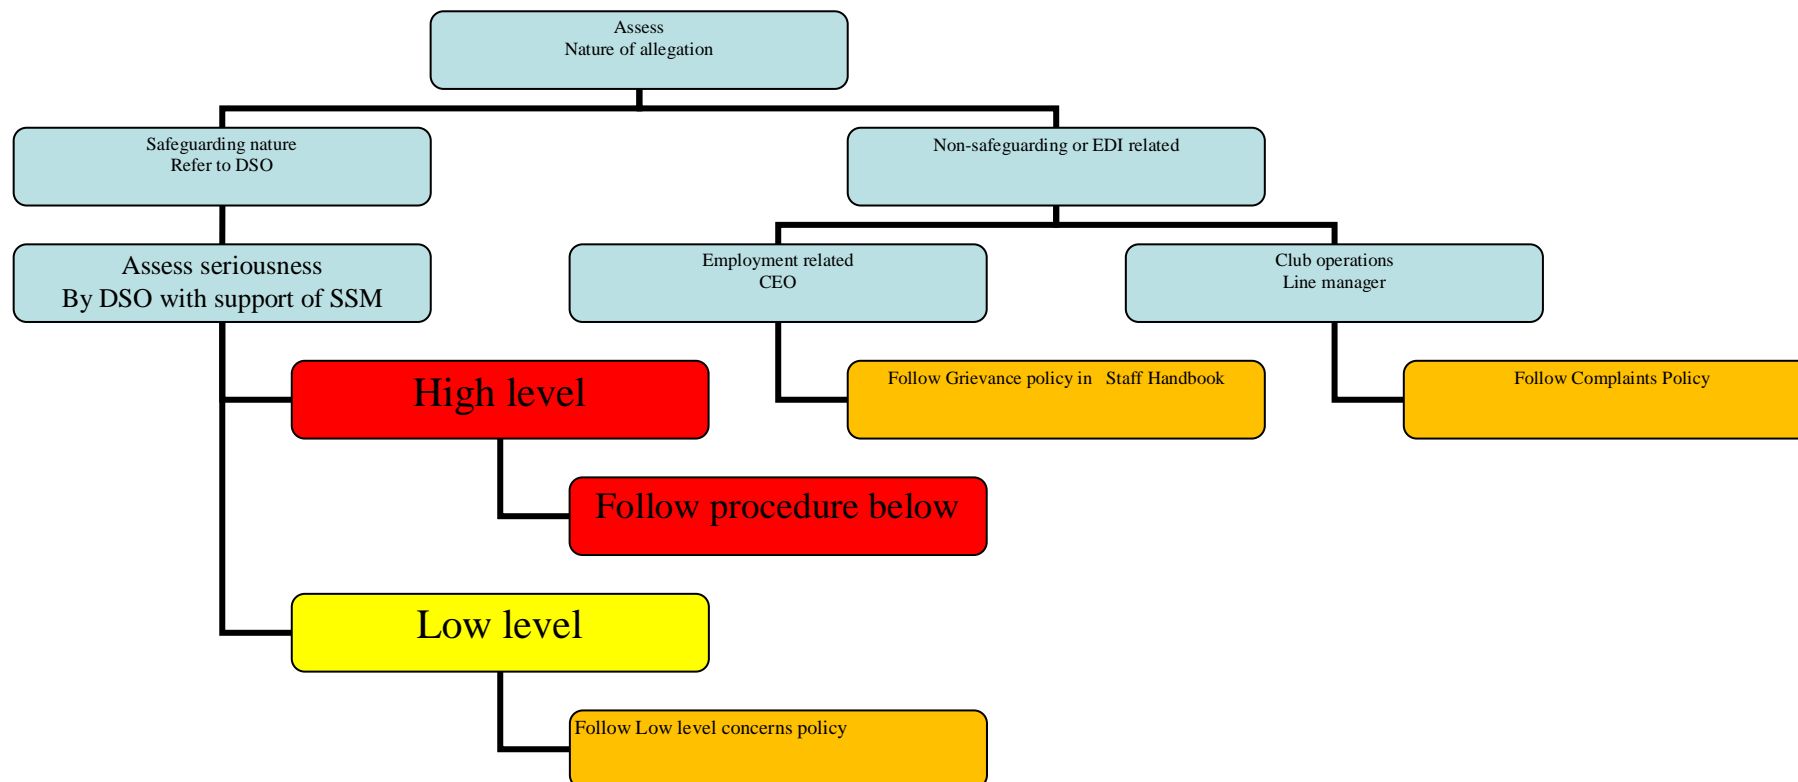 Assess
Nature of allegation
Safeguarding nature
Refer to DSO
Non-safeguarding or EDI related
Assess seriousness
By DSO with support of SSM
Employment related
CEO
Club operations
Line manager
High level
Follow Grievance policy in   Staff Handbook
Follow Complaints Policy
Follow procedure below
Low level
Follow Low level concerns policy